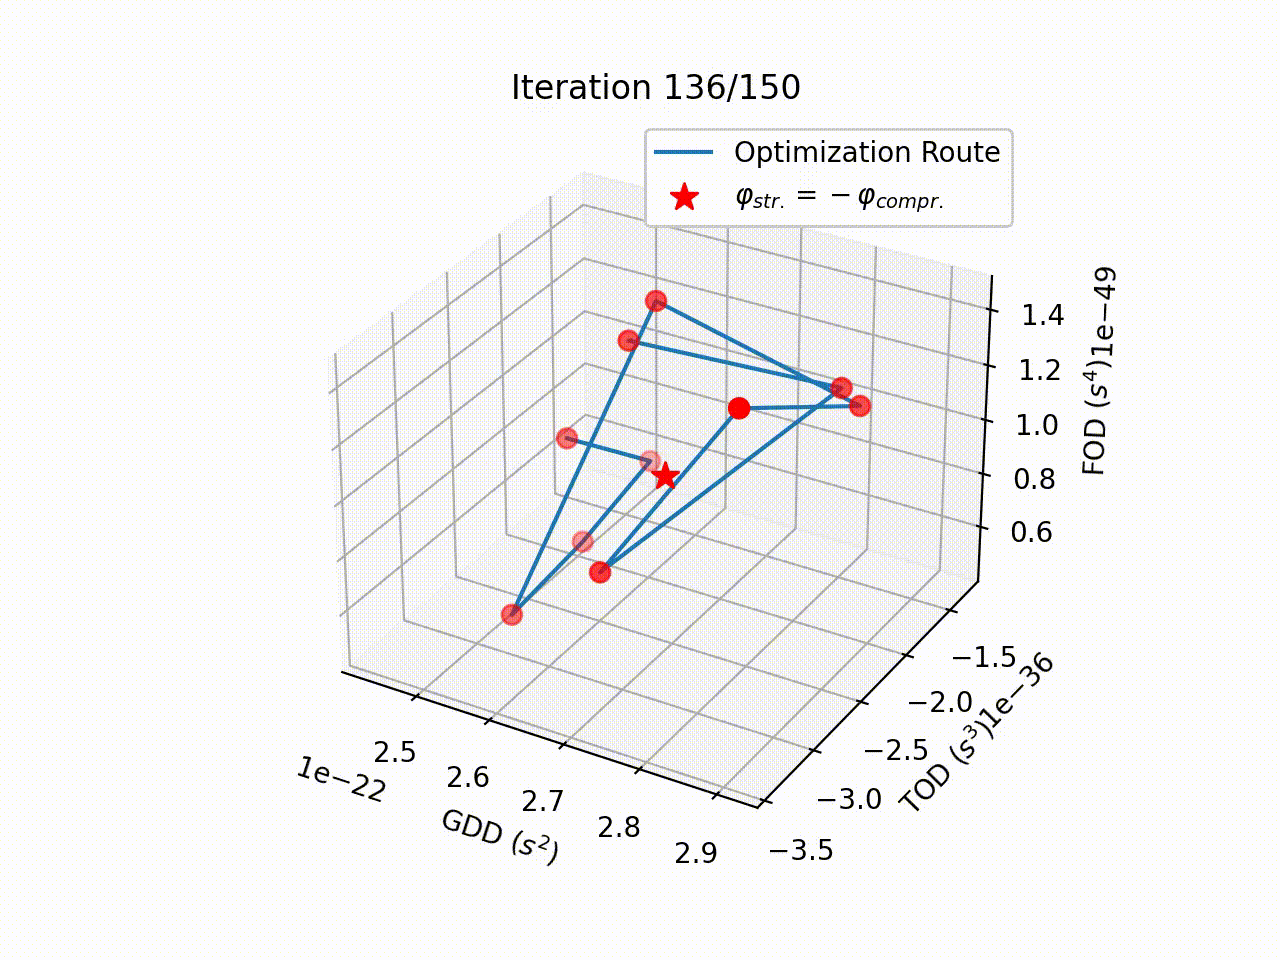 Iteration 136/150
Optimization Route
φstr. = − φcompr.
1.4
1.2
1.0
0.8
0.6
FOD (s⁴)1e−49
−1.5
−2.0
−2.5
−3.0
−3.5
TOD (s³)1e−36
2.5
2.6
2.7
2.8
2.9
1e−22
GDD (s²)